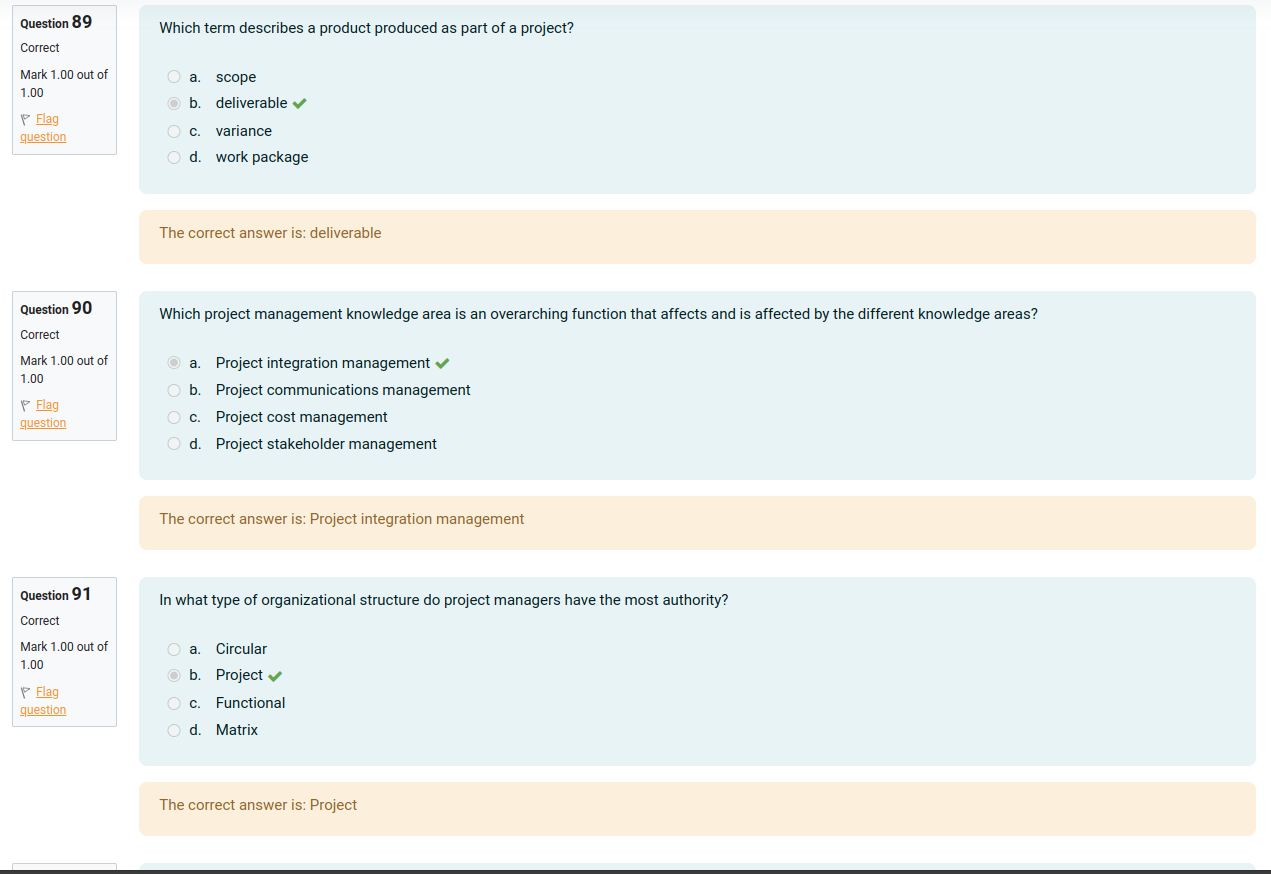 Question 89
Correct
Mark 1.00 out of
1.00
Flag
question
Which term describes a product produced as part of a project?
a. scope
b. deliverable
c. variance
d. work package
The correct answer is: deliverable
Question 90
Correct
Mark 1.00 out of
1.00
Flag
question
Which project management knowledge area is an overarching function that affects and is affected by the different knowledge areas?
a. Project integration management
b. Project communications management
c. Project cost management
d. Project stakeholder management
The correct answer is: Project integration management
Question 91
Correct
Mark 1.00 out of
1.00
Flag
question
In what type of organizational structure do project managers have the most authority?
a. Circular
b. Project
c. Functional
d. Matrix
The correct answer is: Project